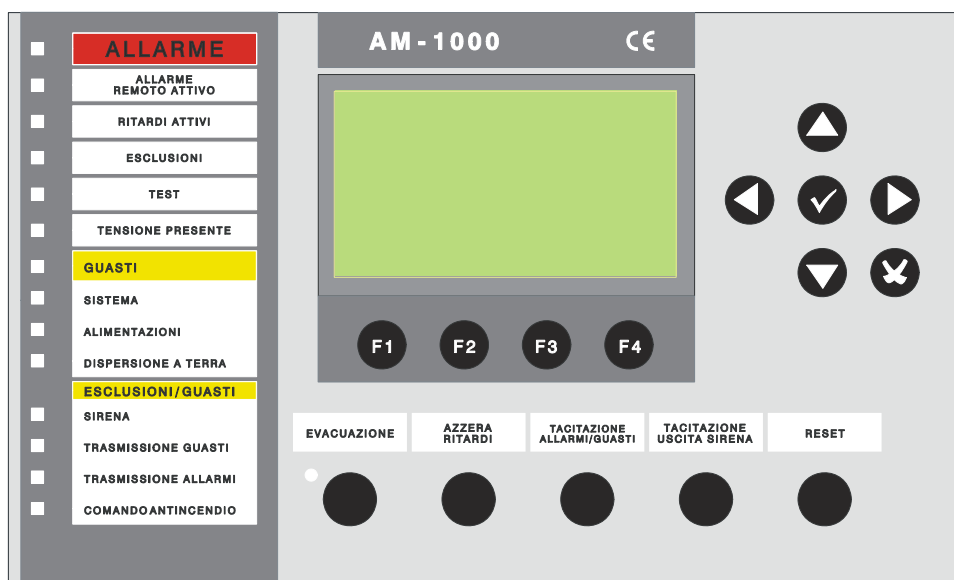 ALLARME
ALLARME
REMOTO ATTIVO
RITARDI ATTIVI
ESCLUSIONI
TEST
TENSIONE PRESENTE
GUASTI
SISTEMA
ALIMENTAZIONI
DISPERSIONE A TERRA
ESCLUSIONI/GUASTI
SIRENA
TRASMISSIONE GUASTI
TRASMISSIONE ALLARMI
COMANDO ANTINCENDIO
AM-1000 CE
F1 F2 F3 F4
EVACUAZIONE
AZZERA
RITARDI
TACITAZIONE
ALLARMI/GUASTI
TACITAZIONE
USCITA SIRENA
RESET